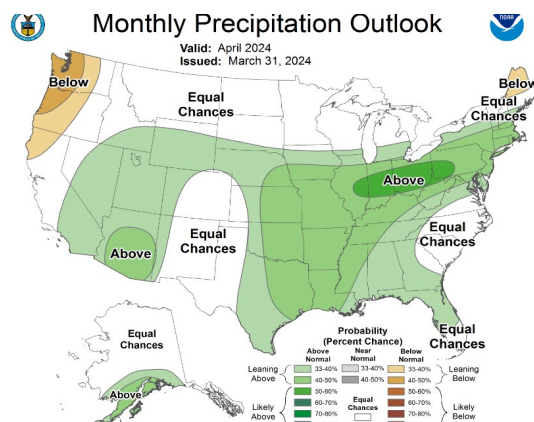 Monthly Precipitation Outlook
NOAA
Valid: April 2024
Issued: March 31, 2024
Below
Equal
Chances
Below
Equal
Chances
Above
Above
Equal
Chances
Equal
Chances
Equal
Chances
Equal
Chances
Above
Probability
(Percent Chance)
Above
Normal
Near
Normal
Below
Normal
Leaning
Above
33-40%
33-40%
33-40%
Leaning
Below
40-50%
40-50%
40-50%
50-60%
50-60%
Likely
Above
60-70%
Equal
Chances
60-70%
Likely
Below
70-80%
70-80%